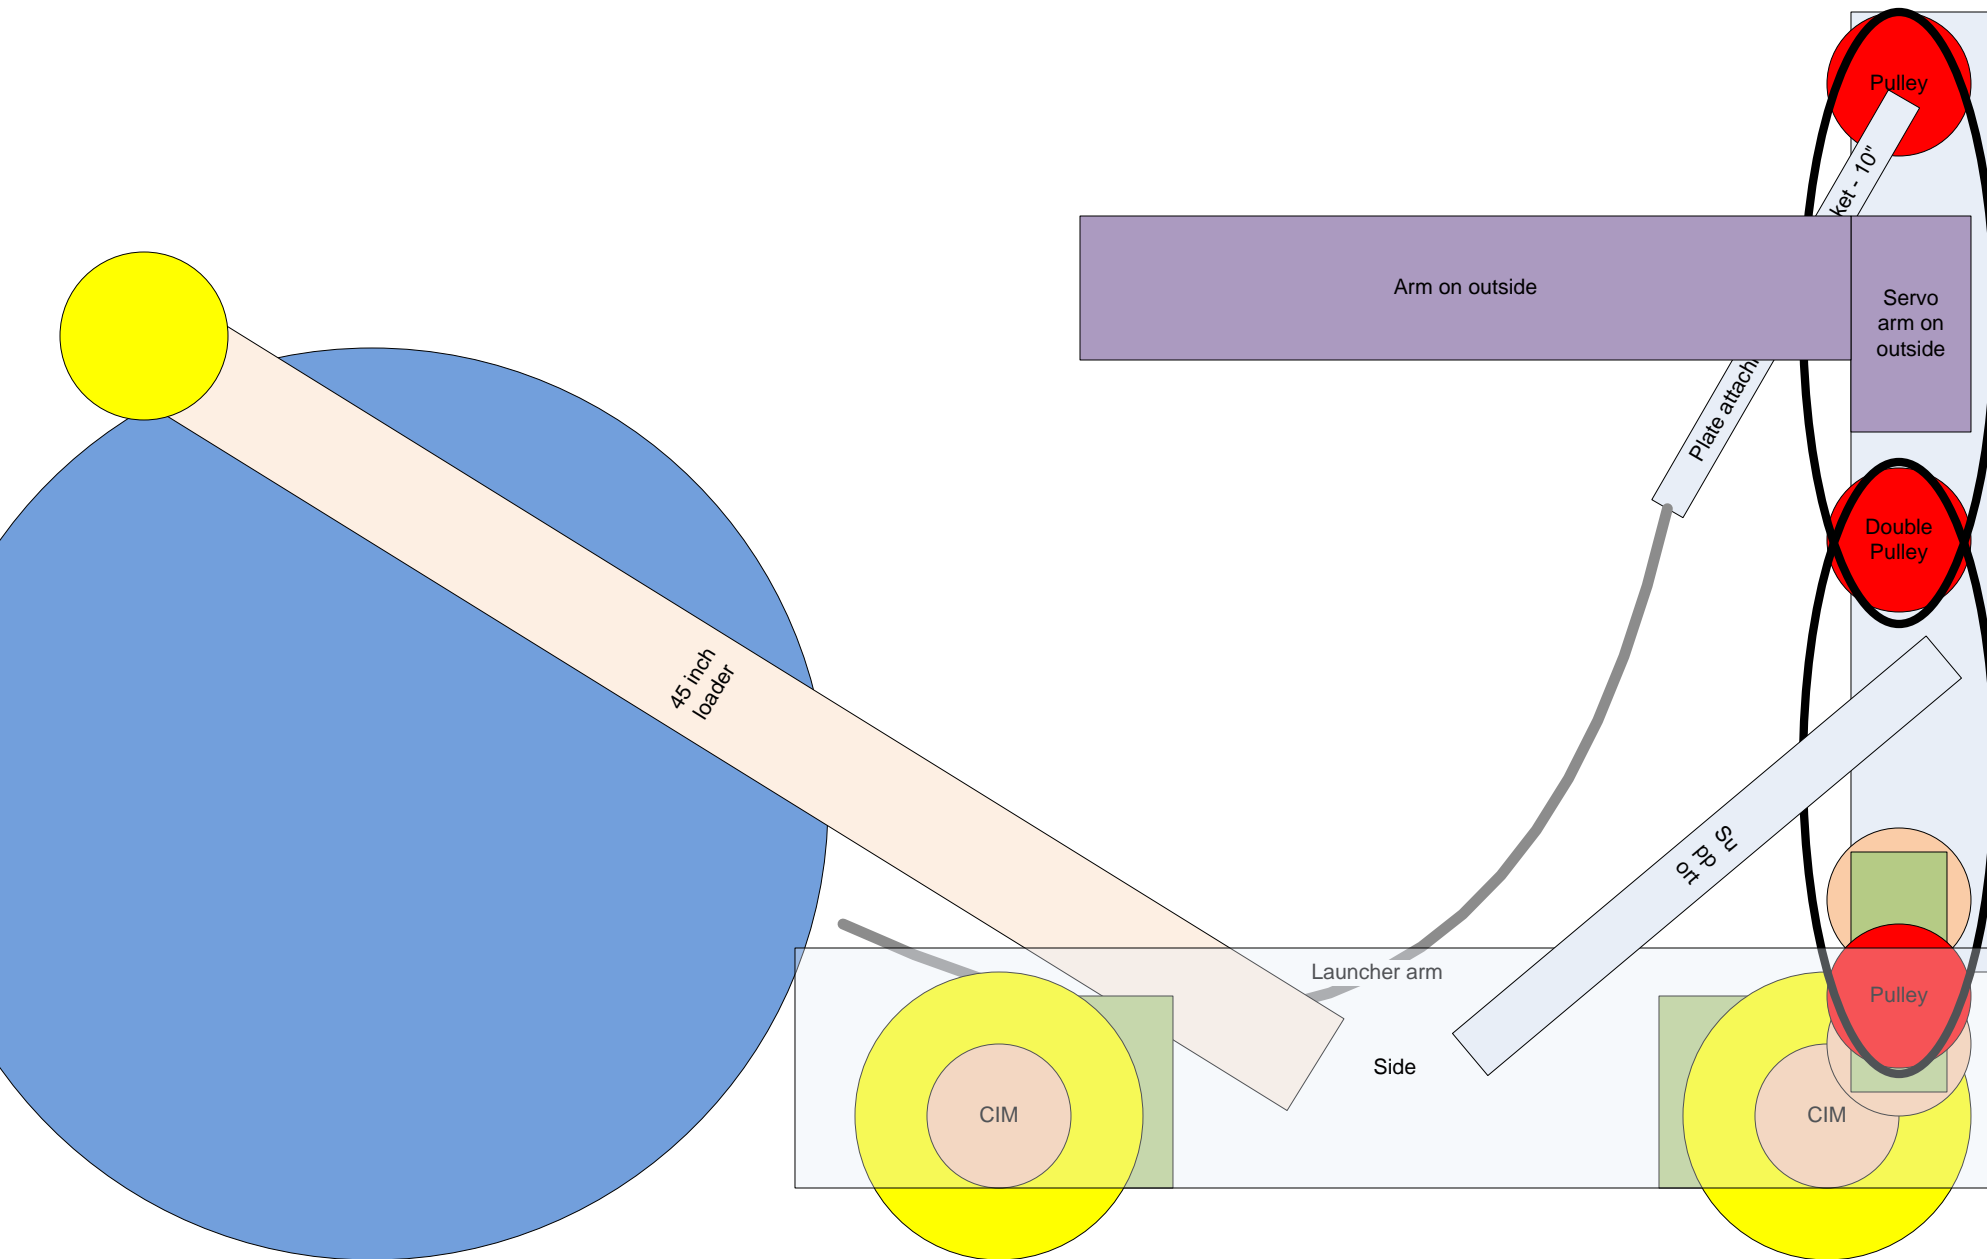 Pulley
ket - 10"
Arm on outside
Servo
arm on
outside
Plate attachi
Double
Pulley
45 inch
loader
Su
pp
ort
Launcher arm
Pulley
Side
CIM
CIM